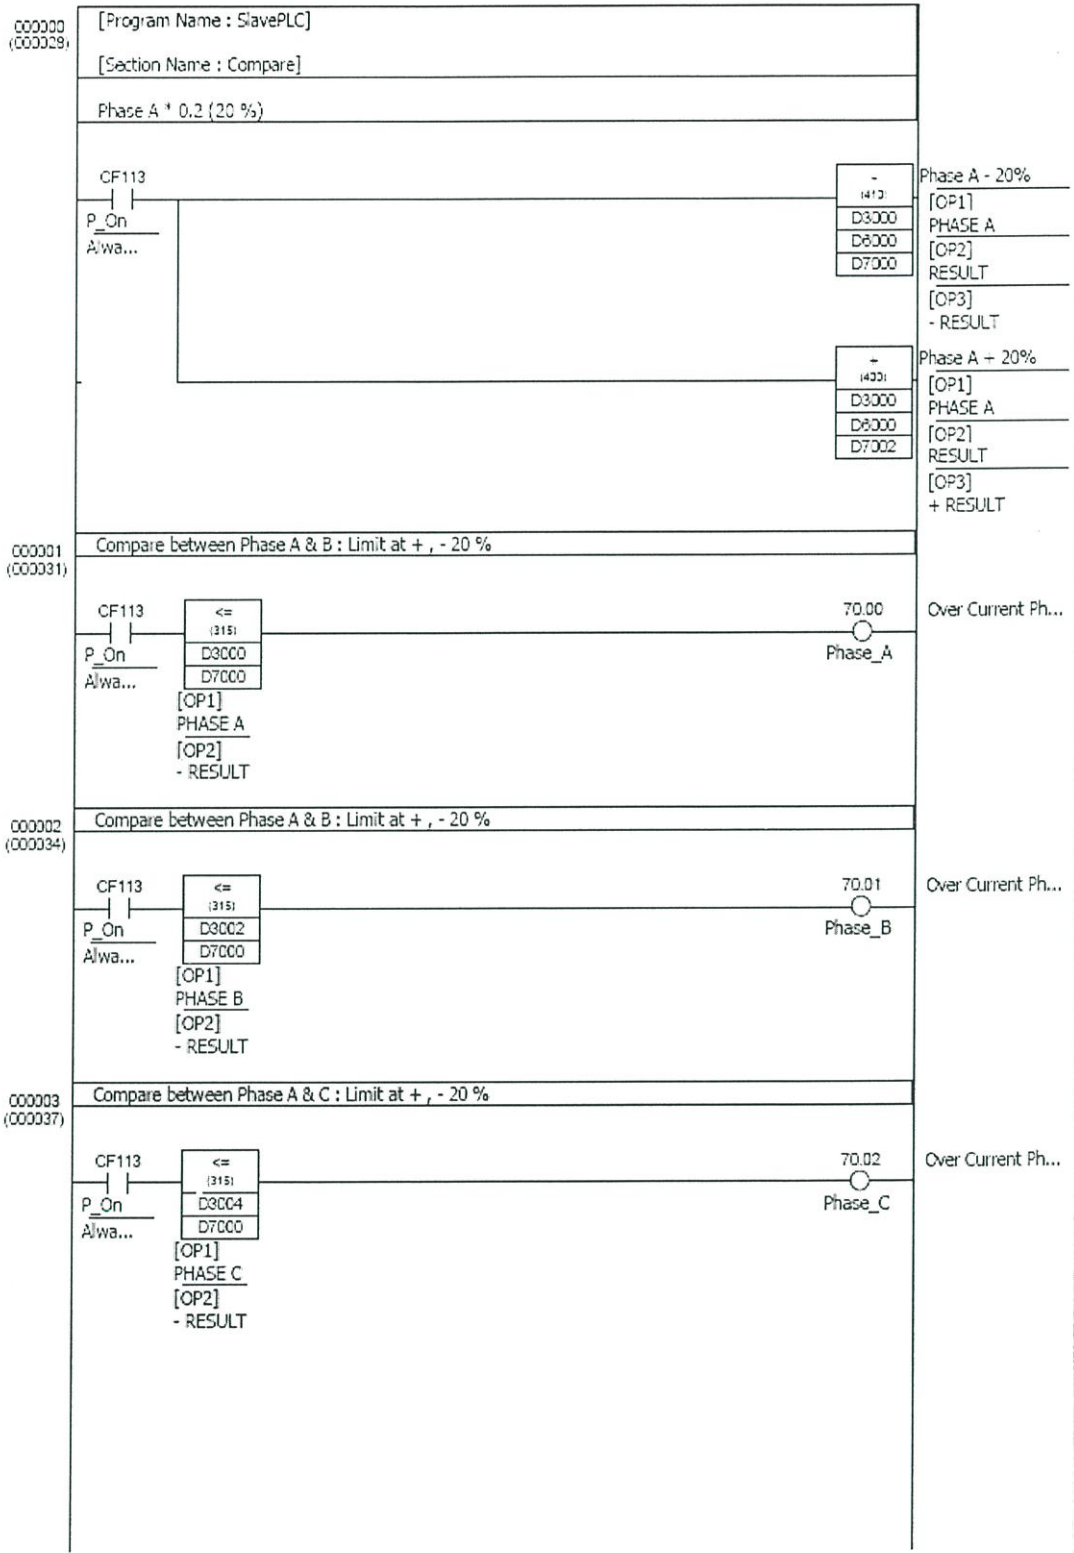 000000
(000029)
[Program Name : SlavePLC]
[Section Name : Compare]
Phase A * 0.2 (20 %)
CF113
P_On
Alwa...
-
(410)
D3000
D6000
D7000
Phase A - 20%
[OP1]
PHASE A
[OP2]
RESULT
[OP3]
- RESULT
+
(400)
D3000
D6000
D7002
Phase A + 20%
[OP1]
PHASE A
[OP2]
RESULT
[OP3]
+ RESULT
000001
(000031)
Compare between Phase A & B : Limit at + , - 20 %
CF113
P_On
Alwa...
<=
(315)
D3000
D7000
[OP1]
PHASE A
[OP2]
- RESULT
70.00
Phase_A
Over Current Ph...
000002
(000034)
Compare between Phase A & B : Limit at + , - 20 %
CF113
P_On
Alwa...
<=
(315)
D3002
D7000
[OP1]
PHASE B
[OP2]
- RESULT
70.01
Phase_B
Over Current Ph...
000003
(000037)
Compare between Phase A & C : Limit at + , - 20 %
CF113
P_On
Alwa...
<=
(315)
D3004
D7000
[OP1]
PHASE C
[OP2]
- RESULT
70.02
Phase_C
Over Current Ph...